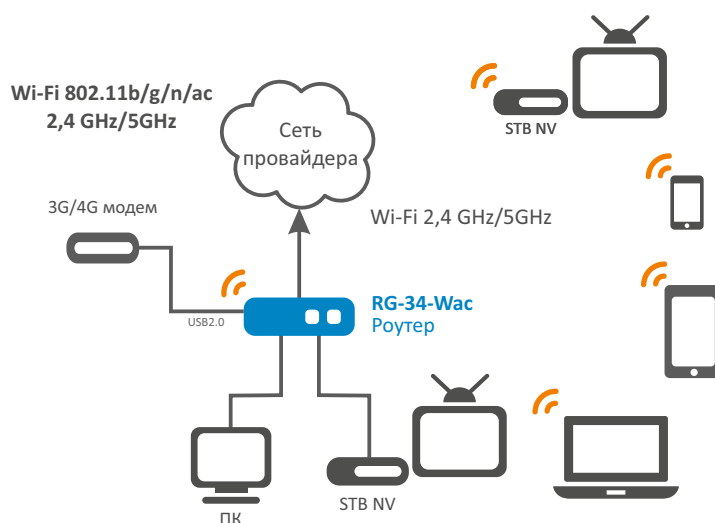 Wi-Fi 802.11b/g/n/ac
2,4 GHz/5GHz
STB NV
Сеть
провайдера
3G/4G модем
Wi-Fi 2,4 GHz/5GHz
USB2.0
RG-34-Wac
Роутер
STB NV
ПК